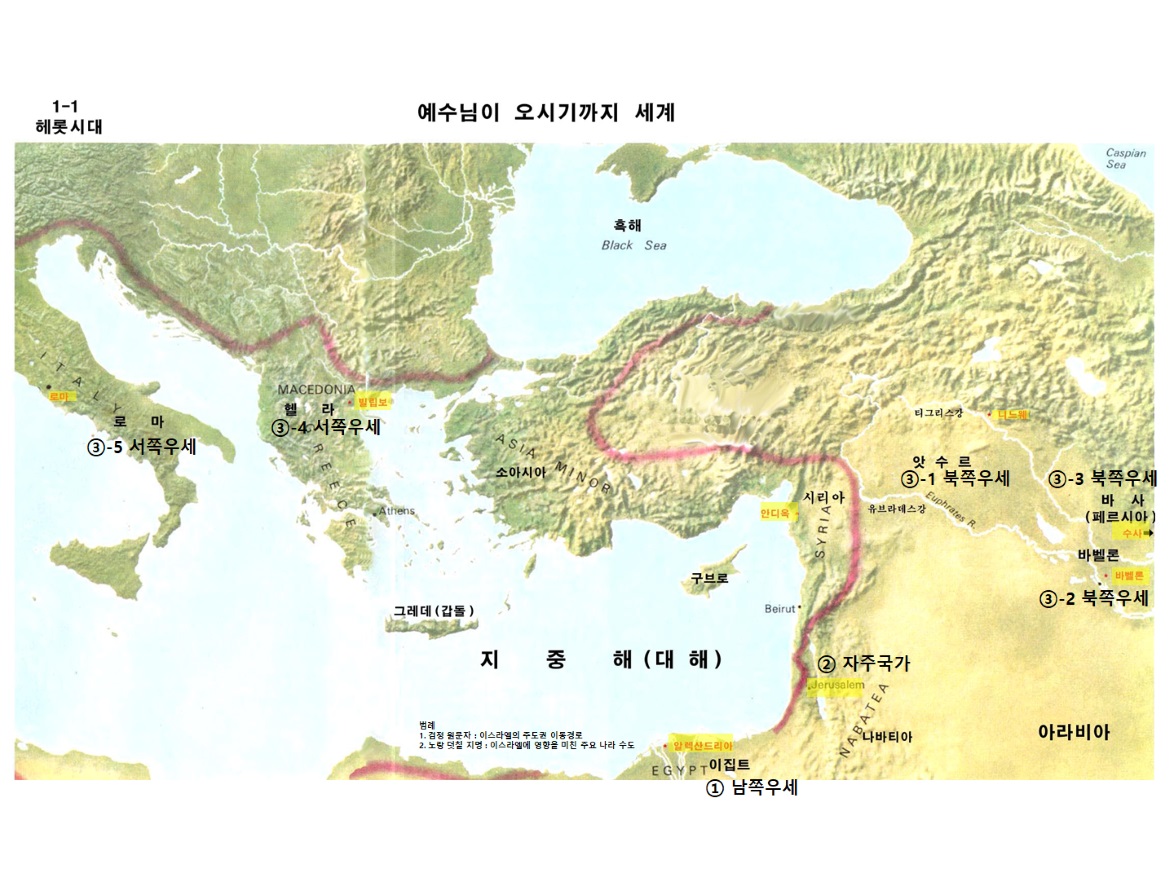 1-1
헤롯시대
예수님이 오시기까지 세계
Caspian
Sea
흑해
Black Sea
ITALY
로마
로 마
③-5 서쪽우세
MACEDONIA
빌립보
헬 라
③-4 서쪽우세
GREECE
Athens
ASIA MINOR
소아시아
티그리스강
니느웨
앗 수 르
③-1 북쪽우세
③-3 북쪽우세
바 사
(페르시아)
수사
시리아
SYRIA
안디옥
유브라데스강
Euphrates R.
바벨론
바벨론
③-2 북쪽우세
구브로
Beirut
그레데(갑돌)
지 중 해(대 해)
② 자주국가
Jerusalem
NABATEA
나바티아
아라비아
범례
1. 검정 원문자 : 이스라엘의 주도권 이동경로
2. 노랑 덧칠 지명 : 이스라엘에 영향을 미친 주요 나라 수도
알렉산드리아
EGYPT
이집트
① 남쪽우세